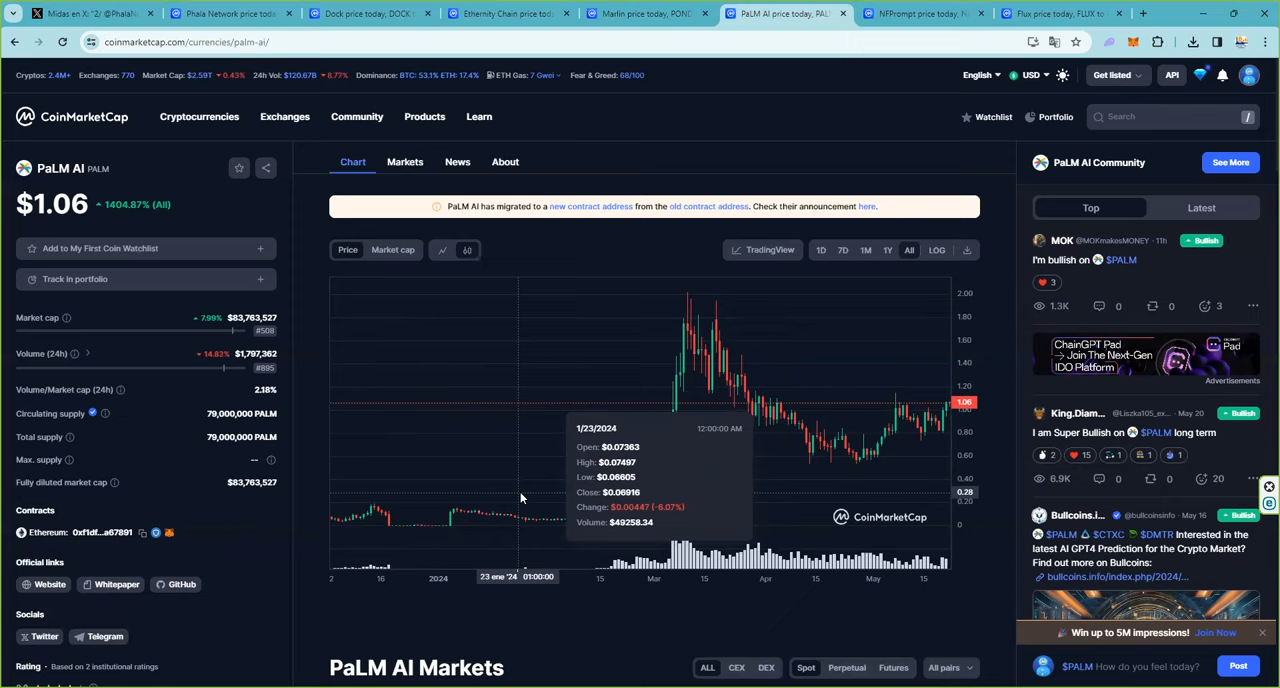 Midas en X: "2/ @PhalaN
Phala Network price toda
Dock price today, DOCK
Ethernity Chain price tod
Marlin price today, POND
PaLM AI price today, PAL
NFPrompt price today, N
Flux price today, FLUX to
coinmarketcap.com/currencies/palm-ai/
Cryptos: 2.4M+ Exchanges: 770 Market Cap: $2.59T 0.43% 24h Vol: $120.67B 8.77% Dominance: BTC: 53.1% ETH: 17.4% ETH Gas: 7 Gwei Fear & Greed: 68/100
English USD Get listed API
CoinMarketCap Cryptocurrencies Exchanges Community Products Learn
Watchlist Portfolio Search /
PaLM AI PALM
$1.06 1404.87% (All)
Add to My First Coin Watchlist +
Track in portfolio +
Market cap 7.99% $83,763,527
#508
Volume (24h) 14.82% $1,797,362
#895
Volume/Market cap (24h) 2.18%
Circulating supply 79,000,000 PALM
Total supply 79,000,000 PALM
Max. supply --
Fully diluted market cap $83,763,527
Contracts
Ethereum: 0xf1df...a67891
Official links
Website Whitepaper GitHub
Socials
Twitter Telegram
Rating · Based on 2 institutional ratings
Chart Markets News About
PaLM AI has migrated to a new contract address from the old contract address. Check their announcement here.
Price Market cap
TradingView 1D 7D 1M 1Y All LOG
2.00
1.80
1.60
1.40
1.20
1.06
1.00
0.80
0.60
0.40
0.28
0.20
0
1/23/2024 12:00:00 AM
Open: $0.07363
High: $0.07497
Low: $0.06605
Close: $0.06916
Change: $0.00447 (-6.07%)
Volume: $49258.34
CoinMarketCap
2 16 2024 23 ene '24 01:00:00 15 Mar 15 Apr 15 May 15
PaLM AI Markets
ALL CEX DEX Spot Perpetual Futures All pairs
PaLM AI Community See More
Top Latest
MOK @MOKmakesMONEY · 11h Bullish
I'm bullish on $PALM
3
1.3K 0 0 3
ChainGPT Pad
→ Join The Next-Gen
IDO Platform
Pad
Advertisements
King.Diam... @Liszka105_ex... · May 20 Bullish
I am Super Bullish on $PALM long term
2 15 1 1 1
6.9K 0 0 20
Bullcoins.i... @bullcoinsinfo · May 16 Bullish
$PALM $CTXC $DMTR Interested in the
latest AI GPT4 Prediction for the Crypto Market?
Find out more on Bullcoins:
bullcoins.info/index.php/2024/...
Win up to 5M impressions! Join Now
$PALM How do you feel today? Post